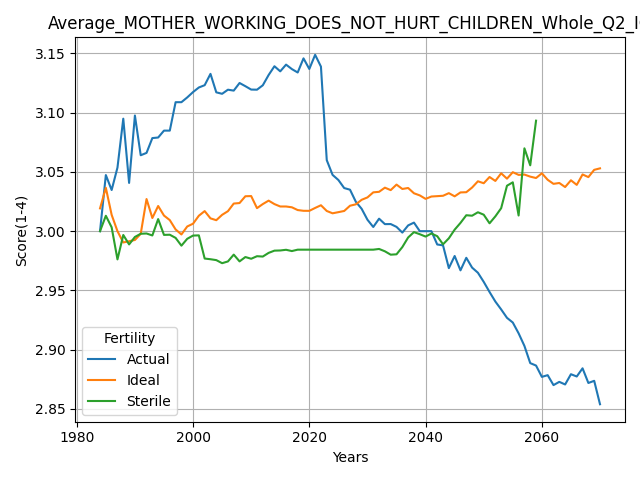 Average_MOTHER_WORKING_DOES_NOT_HURT_CHILDREN_Whole_Q2_I
3.15
3.10
3.05
3.00
2.95
2.90
2.85
Score(1-4)
Fertility
Actual
Ideal
Sterile
1980 2000 2020 2040 2060
Years